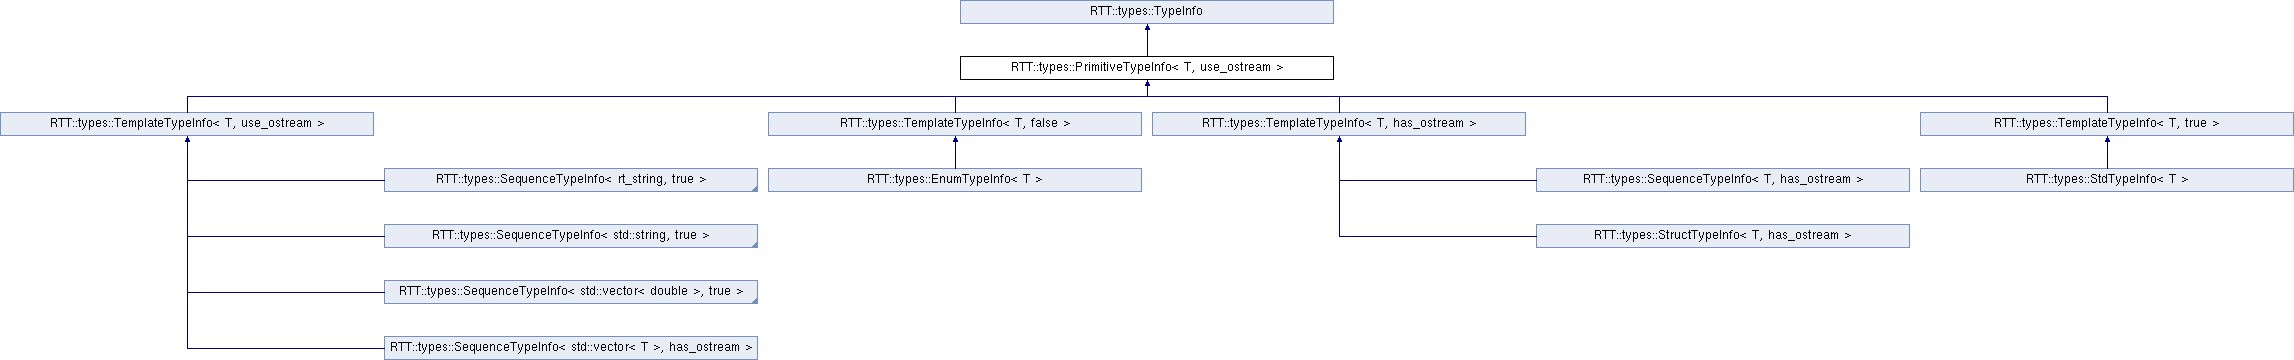 RTT::types::TypeInfo
RTT::types::PrimitiveTypeInfo< T, use_ostream >
RTT::types::TemplateTypeInfo< T, use_ostream >
RTT::types::TemplateTypeInfo< T, false >
RTT::types::TemplateTypeInfo< T, has_ostream >
RTT::types::TemplateTypeInfo< T, true >
RTT::types::SequenceTypeInfo< rt_string, true >
RTT::types::EnumTypeInfo< T >
RTT::types::SequenceTypeInfo< T, has_ostream >
RTT::types::StdTypeInfo< T >
RTT::types::SequenceTypeInfo< std::string, true >
RTT::types::StructTypeInfo< T, has_ostream >
RTT::types::SequenceTypeInfo< std::vector< double >, true >
RTT::types::SequenceTypeInfo< std::vector< T >, has_ostream >